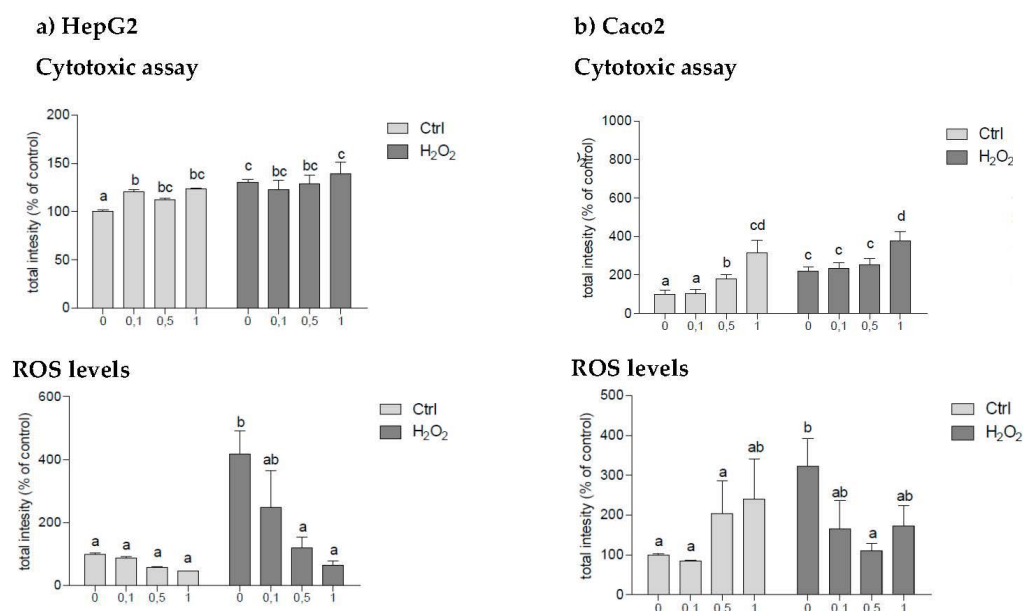 a) HepG2
Cytotoxic assay
total intesity (% of control)
200
150
100
50
0
a
b
bc
bc
c
bc
bc
c
0
0,1
0,5
1
0
0,1
0,5
1
Ctrl
H₂O₂
ROS levels
total intesity (% of control)
600
400
200
0
a
a
a
a
b
ab
a
a
0
0,1
0,5
1
0
0,1
0,5
1
Ctrl
H₂O₂
b) Caco2
Cytotoxic assay
total intesity (% of control)
1000
800
600
400
200
0
a
a
b
cd
c
c
c
d
0
0,1
0,5
1
0
0,1
0,5
1
Ctrl
H₂O₂
ROS levels
total intesity (% of control)
500
400
300
200
100
0
a
a
a
ab
b
ab
a
ab
0
0,1
0,5
1
0
0,1
0,5
1
Ctrl
H₂O₂